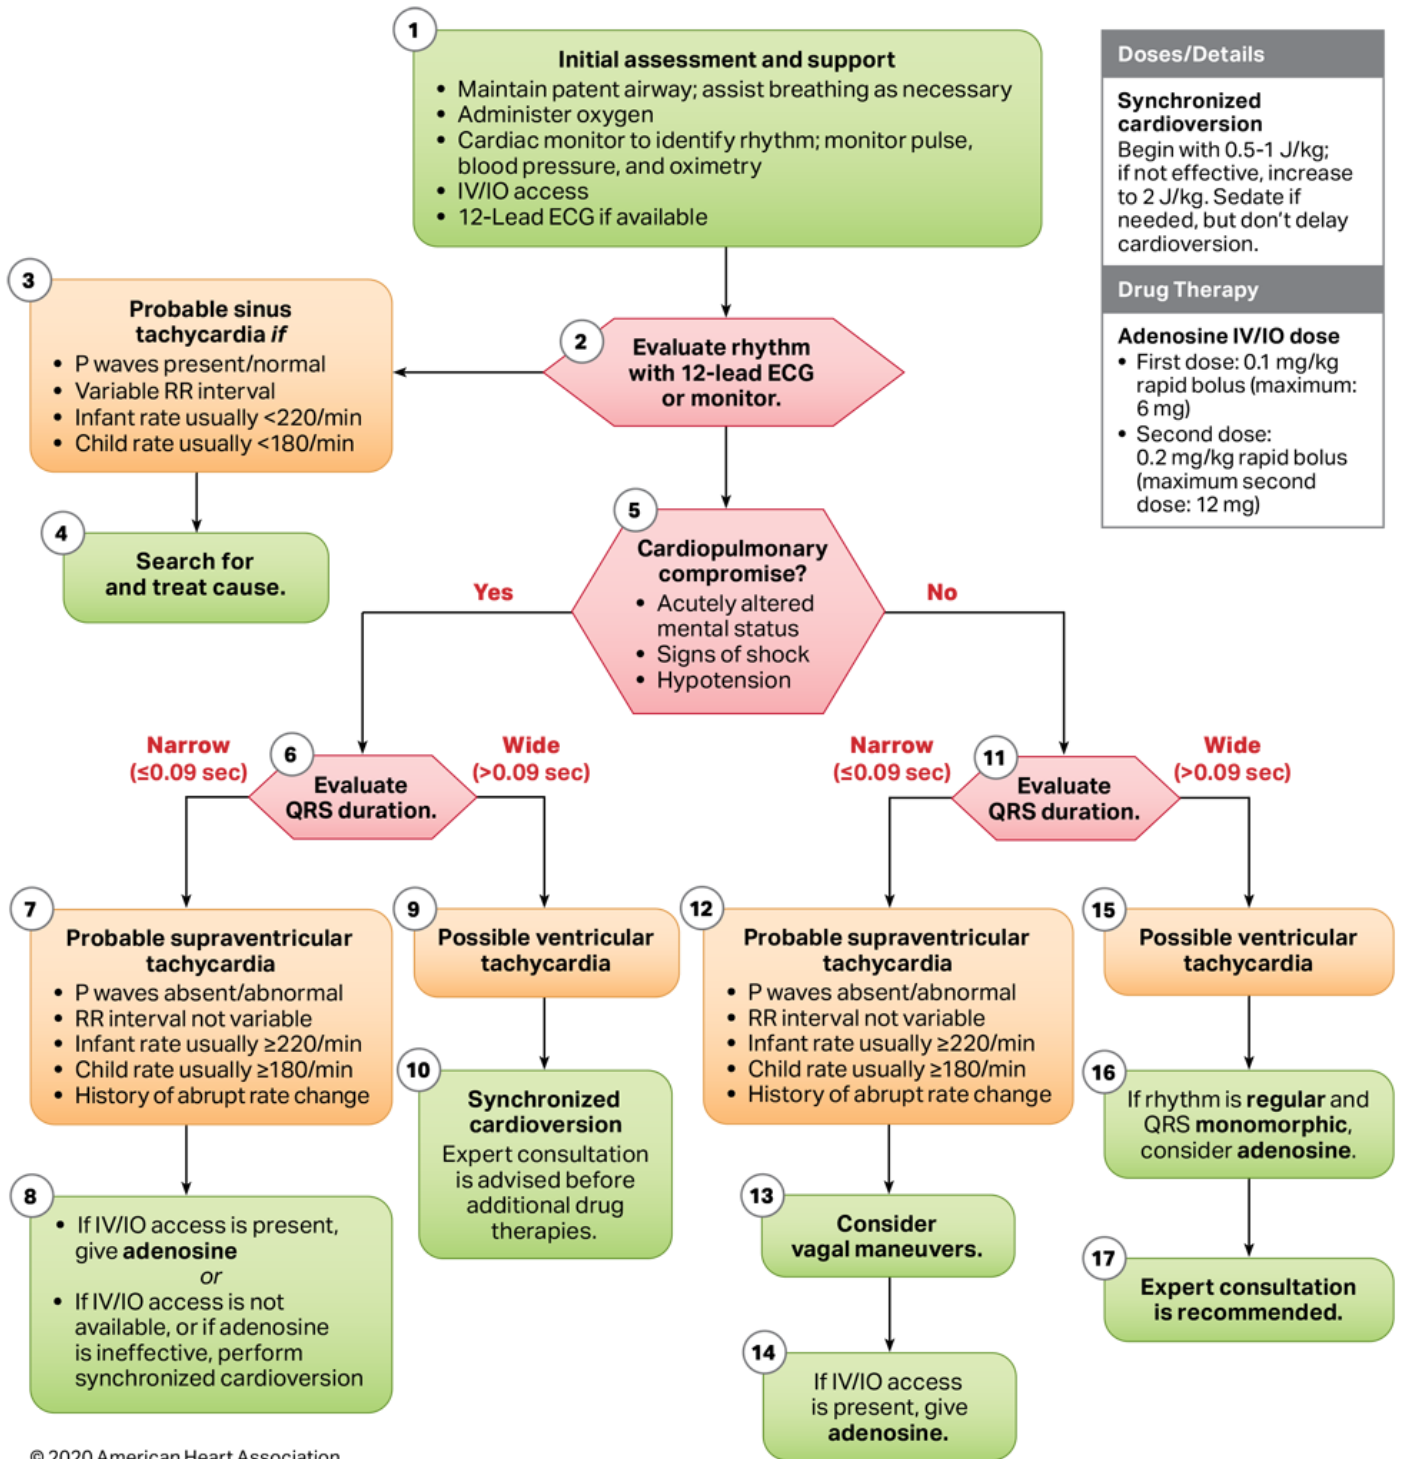 1
Initial assessment and support
• Maintain patent airway; assist breathing as necessary
• Administer oxygen
• Cardiac monitor to identify rhythm; monitor pulse,
blood pressure, and oximetry
• IV/IO access
• 12-Lead ECG if available
Doses/Details
Synchronized
cardioversion
Begin with 0.5-1 J/kg;
if not effective, increase
to 2 J/kg. Sedate if
needed, but don't delay
cardioversion.
Drug Therapy
Adenosine IV/IO dose
• First dose: 0.1 mg/kg
rapid bolus (maximum:
6 mg)
• Second dose:
0.2 mg/kg rapid bolus
(maximum second
dose: 12 mg)
2
Evaluate rhythm
with 12-lead ECG
or monitor.
3
Probable sinus
tachycardia if
• P waves present/normal
• Variable RR interval
• Infant rate usually <220/min
• Child rate usually <180/min
4
Search for
and treat cause.
5
Cardiopulmonary
compromise?
• Acutely altered
mental status
• Signs of shock
• Hypotension
Yes
No
6
Evaluate
QRS duration.
Narrow
(≤0.09 sec)
Wide
(>0.09 sec)
7
Probable supraventricular
tachycardia
• P waves absent/abnormal
• RR interval not variable
• Infant rate usually ≥220/min
• Child rate usually ≥180/min
• History of abrupt rate change
8
• If IV/IO access is present,
give adenosine
or
• If IV/IO access is not
available, or if adenosine
is ineffective, perform
synchronized cardioversion
9
Possible ventricular
tachycardia
10
Synchronized
cardioversion
Expert consultation
is advised before
additional drug
therapies.
11
Evaluate
QRS duration.
Narrow
(≤0.09 sec)
Wide
(>0.09 sec)
12
Probable supraventricular
tachycardia
• P waves absent/abnormal
• RR interval not variable
• Infant rate usually ≥220/min
• Child rate usually ≥180/min
• History of abrupt rate change
13
Consider
vagal maneuvers.
14
If IV/IO access
is present, give
adenosine.
15
Possible ventricular
tachycardia
16
If rhythm is regular and
QRS monomorphic,
consider adenosine.
17
Expert consultation
is recommended.
© 2020 American Heart Association